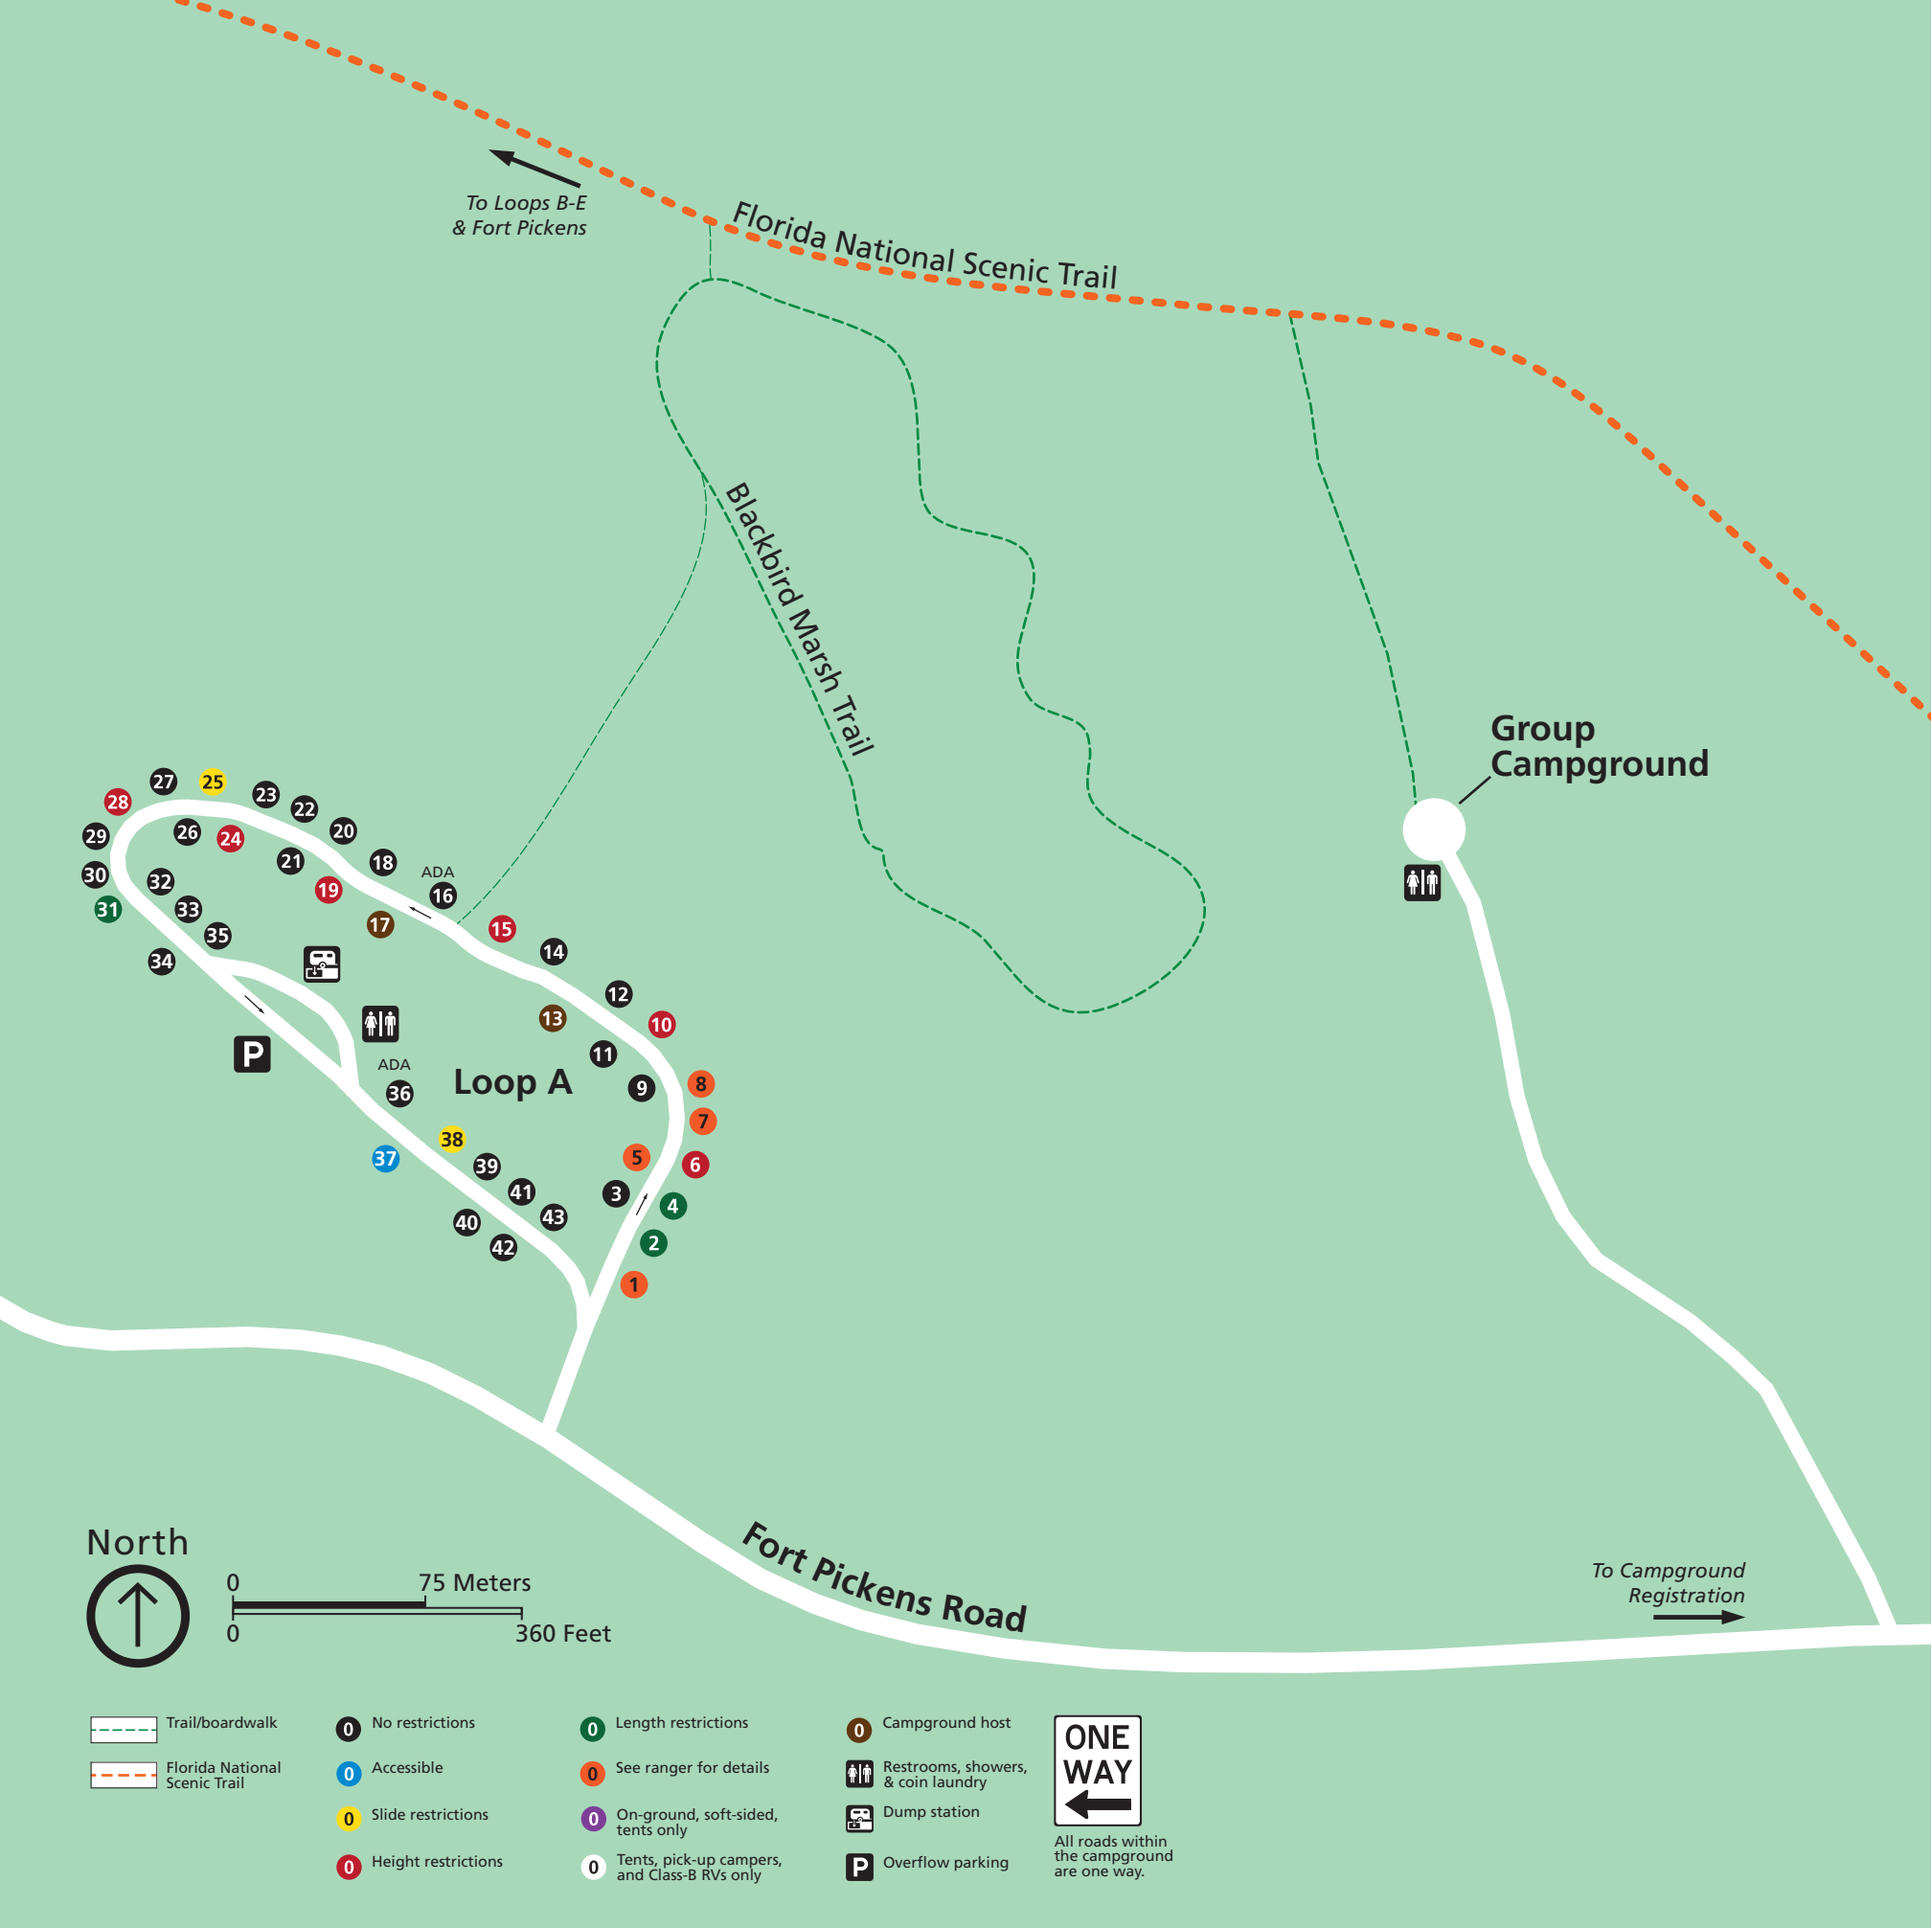 To Loops B-E
& Fort Pickens
Florida National Scenic Trail
Blackbird Marsh Trail
Group
Campground
27
25
23
28
22
20
29
26
24
21
18
ADA
16
30
32
19
31
33
17
15
35
34
14
12
13
10
11
P
ADA
36
Loop A
9
8
7
38
37
5
6
39
3
41
4
43
40
2
42
1
North
0
75 Meters
0
360 Feet
Fort Pickens Road
To Campground
Registration
Trail/boardwalk
Florida National
Scenic Trail
0 No restrictions
0 Accessible
0 Slide restrictions
0 Height restrictions
0 Length restrictions
0 See ranger for details
0 On-ground, soft-sided,
tents only
0 Tents, pick-up campers,
and Class-B RVs only
0 Campground host
Restrooms, showers,
& coin laundry
Dump station
P Overflow parking
ONE
WAY
All roads within
the campground
are one way.